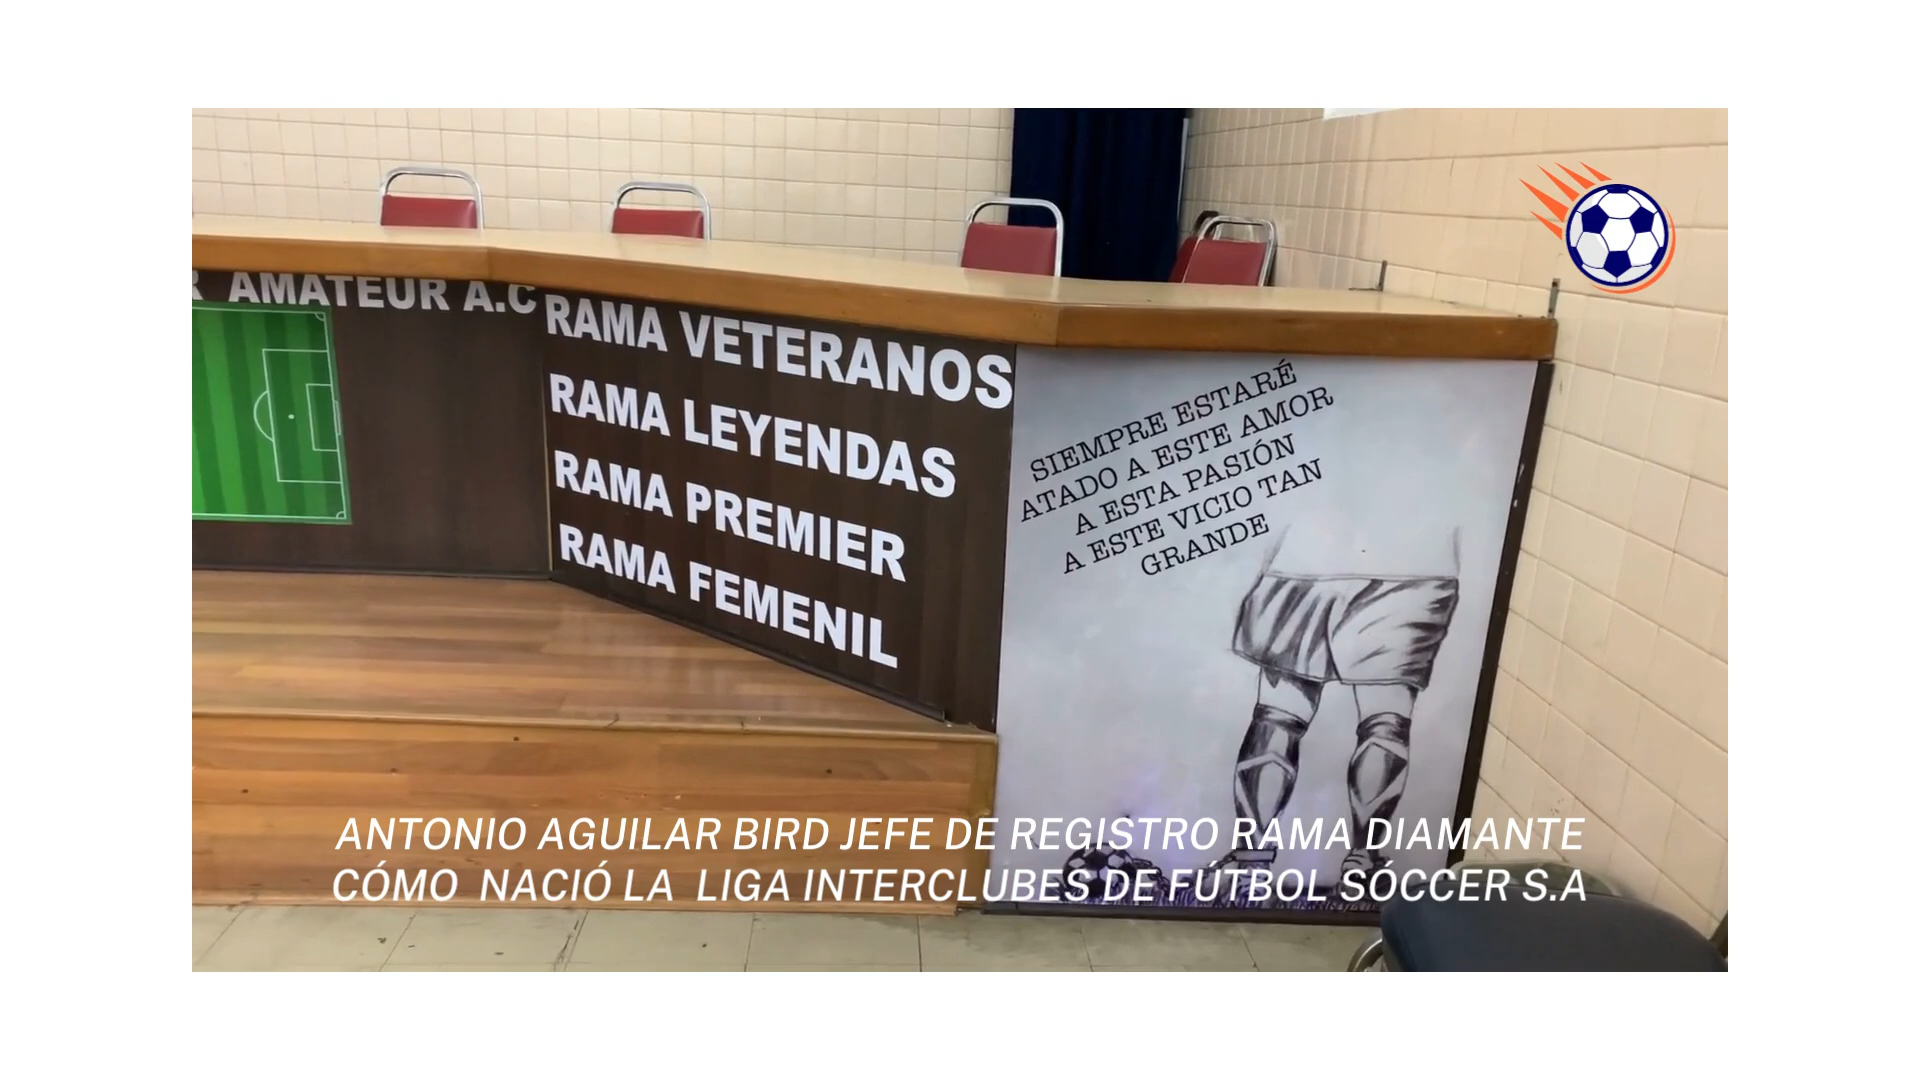 AMATEUR A.C
RAMA VETERANOS
RAMA LEYENDAS
RAMA PREMIER
RAMA FEMENIL
SIEMPRE ESTARÉ
ATADO A ESTE AMOR
A ESTA PASIÓN
A ESTE VICIO TAN
GRANDE
ANTONIO AGUILAR BIRD JEFE DE REGISTRO RAMA DIAMANTE
CÓMO NACIÓ LA LIGA INTERCLUBES DE FÚTBOL SÓCCER S.A